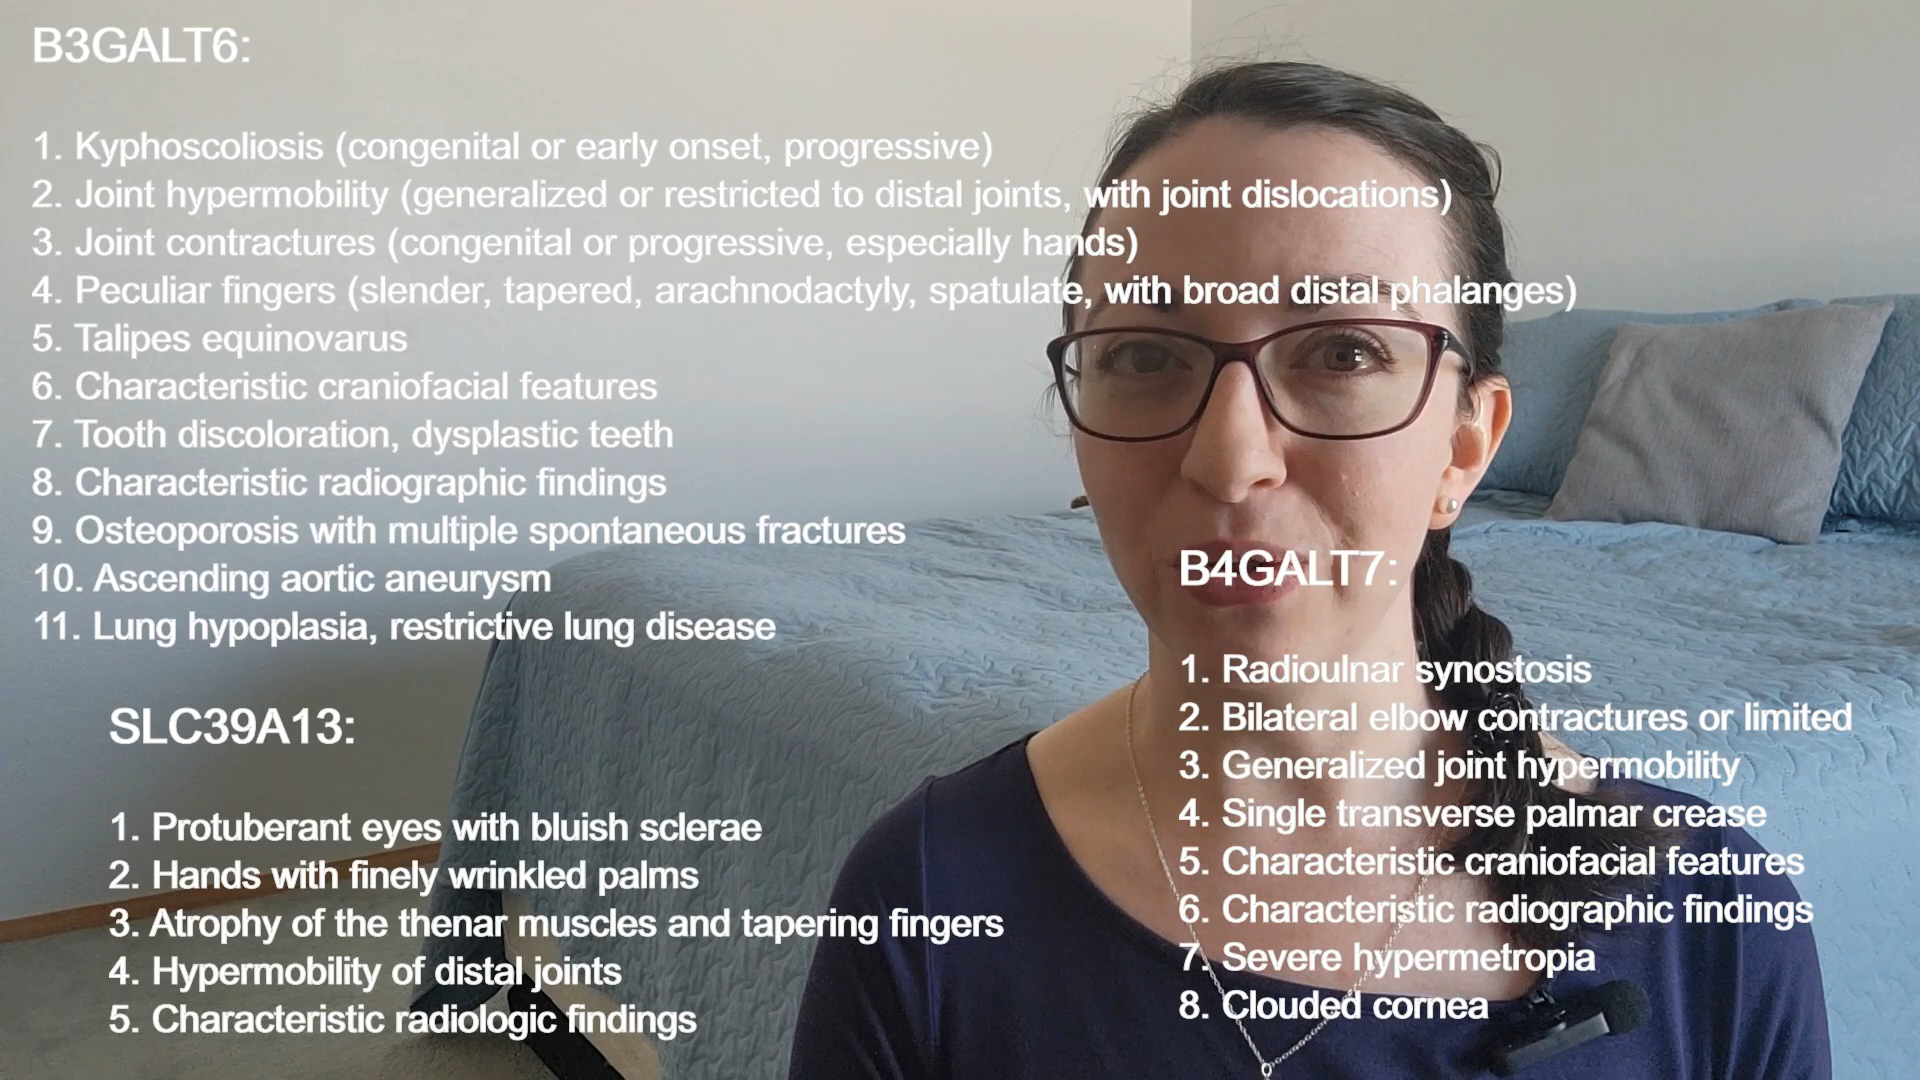 B3GALT6:
1. Kyphoscoliosis (congenital or early onset, progressive)
2. Joint hypermobility (generalized or restricted to distal joints, with joint dislocations)
3. Joint contractures (congenital or progressive, especially hands)
4. Peculiar fingers (slender, tapered, arachnodactyly, spatulate, with broad distal phalanges)
5. Talipes equinovarus
6. Characteristic craniofacial features
7. Tooth discoloration, dysplastic teeth
8. Characteristic radiographic findings
9. Osteoporosis with multiple spontaneous fractures
10. Ascending aortic aneurysm
11. Lung hypoplasia, restrictive lung disease
SLC39A13:
1. Protuberant eyes with bluish sclerae
2. Hands with finely wrinkled palms
3. Atrophy of the thenar muscles and tapering fingers
4. Hypermobility of distal joints
5. Characteristic radiologic findings
B4GALT7:
1. Radioulnar synostosis
2. Bilateral elbow contractures or limited
3. Generalized joint hypermobility
4. Single transverse palmar crease
5. Characteristic craniofacial features
6. Characteristic radiographic findings
7. Severe hypermetropia
8. Clouded cornea